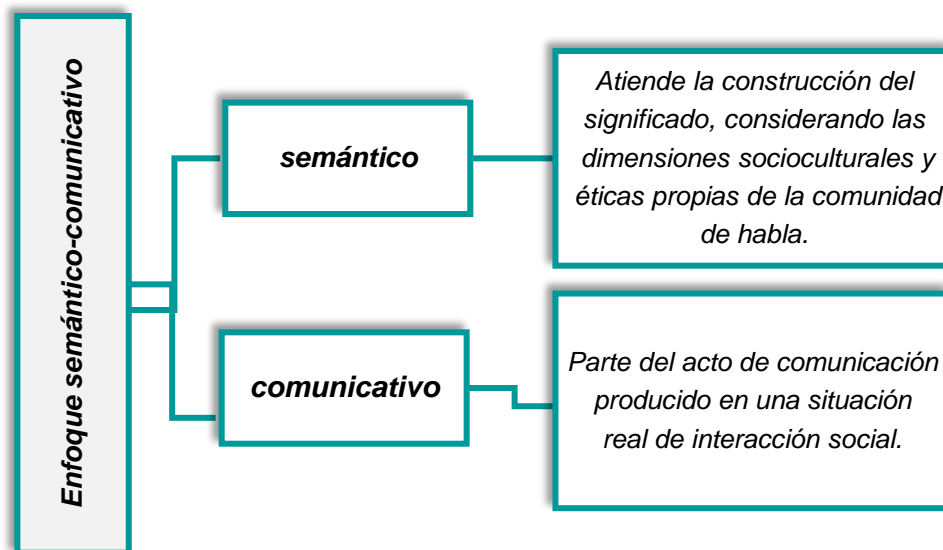 Enfoque semántico-comunicativo
semántico
Atiende la construcción del
significado, considerando las
dimensiones socioculturales y
éticas propias de la comunidad
de habla.
comunicativo
Parte del acto de comunicación
producido en una situación
real de interacción social.